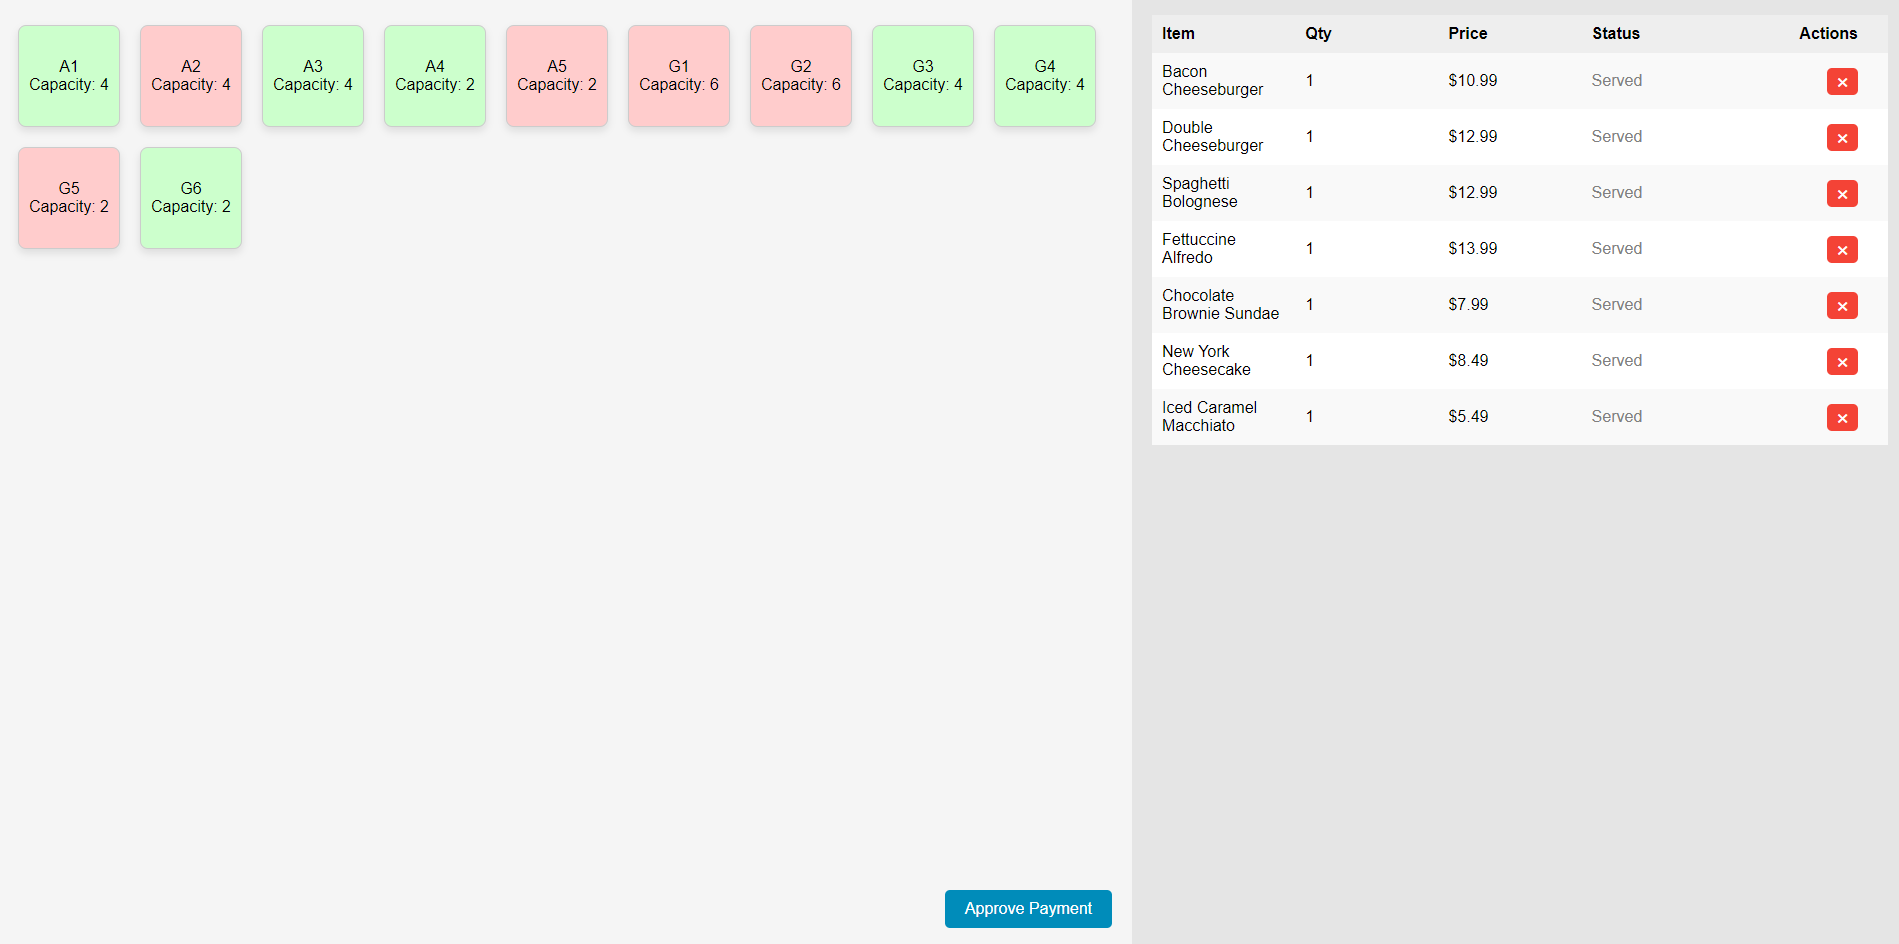 A1
Capacity: 4
A2
Capacity: 4
A3
Capacity: 4
A4
Capacity: 2
A5
Capacity: 2
G1
Capacity: 6
G2
Capacity: 6
G3
Capacity: 4
G4
Capacity: 4
G5
Capacity: 2
G6
Capacity: 2
Approve Payment
Item Qty Price Status Actions
Bacon
Cheeseburger 1 $10.99 Served
Double
Cheeseburger 1 $12.99 Served
Spaghetti
Bolognese 1 $12.99 Served
Fettuccine
Alfredo 1 $13.99 Served
Chocolate
Brownie Sundae 1 $7.99 Served
New York
Cheesecake 1 $8.49 Served
Iced Caramel
Macchiato 1 $5.49 Served